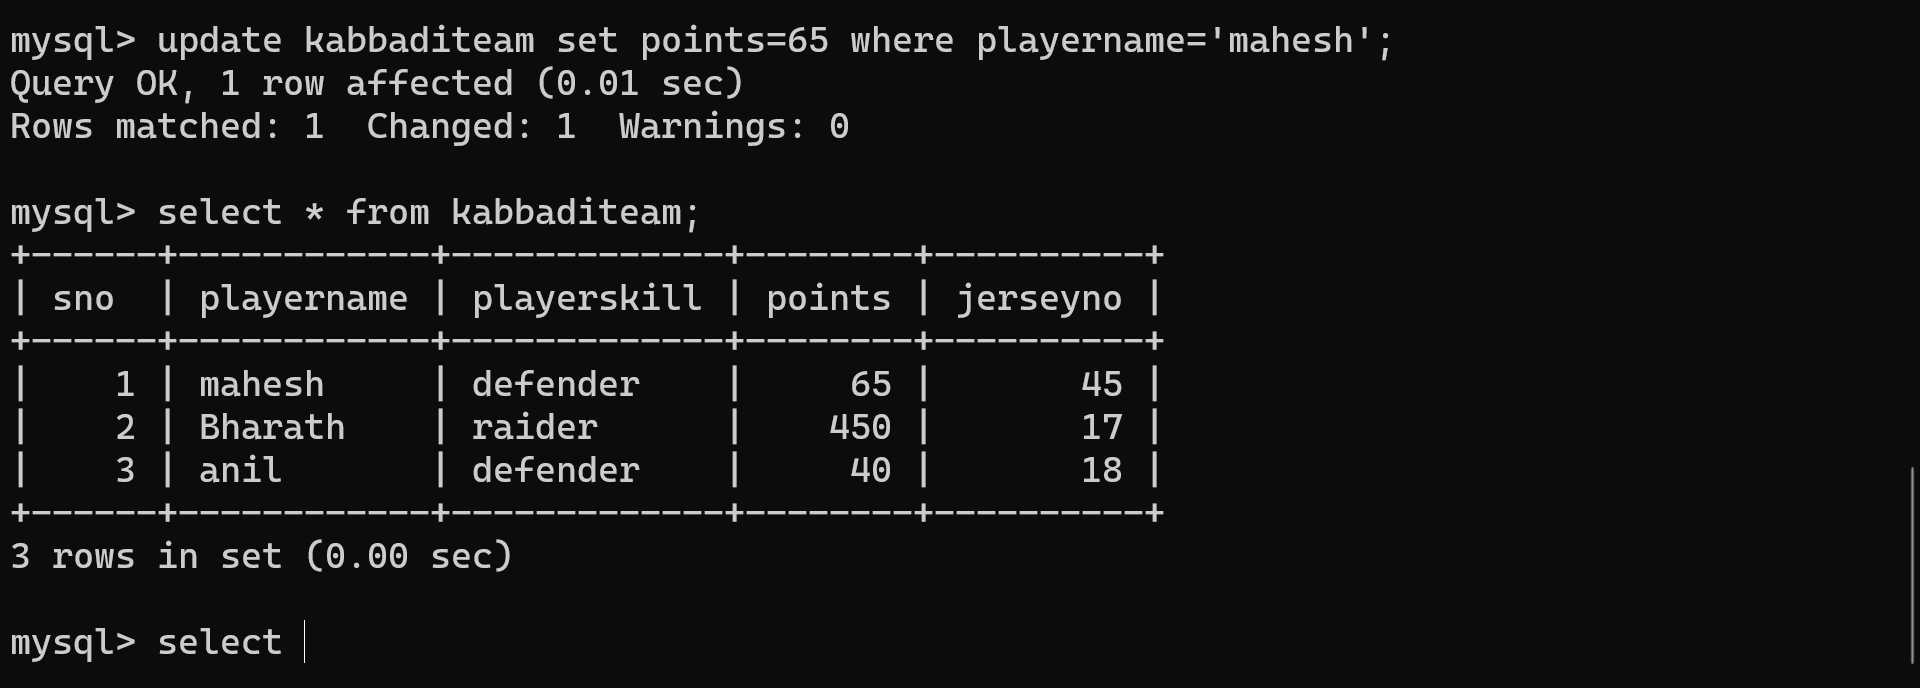 mysql> update kabbaditeam set points=65 where playername='mahesh';
Query OK, 1 row affected (0.01 sec)
Rows matched: 1  Changed: 1  Warnings: 0

mysql> select * from kabbaditeam;
+------+------------+-------------+--------+----------+
| sno  | playername | playerskill | points | jerseyno |
+------+------------+-------------+--------+----------+
|    1 | mahesh     | defender    |     65 |       45 |
|    2 | Bharath    | raider      |    450 |       17 |
|    3 | anil       | defender    |     40 |       18 |
+------+------------+-------------+--------+----------+
3 rows in set (0.00 sec)

mysql> select